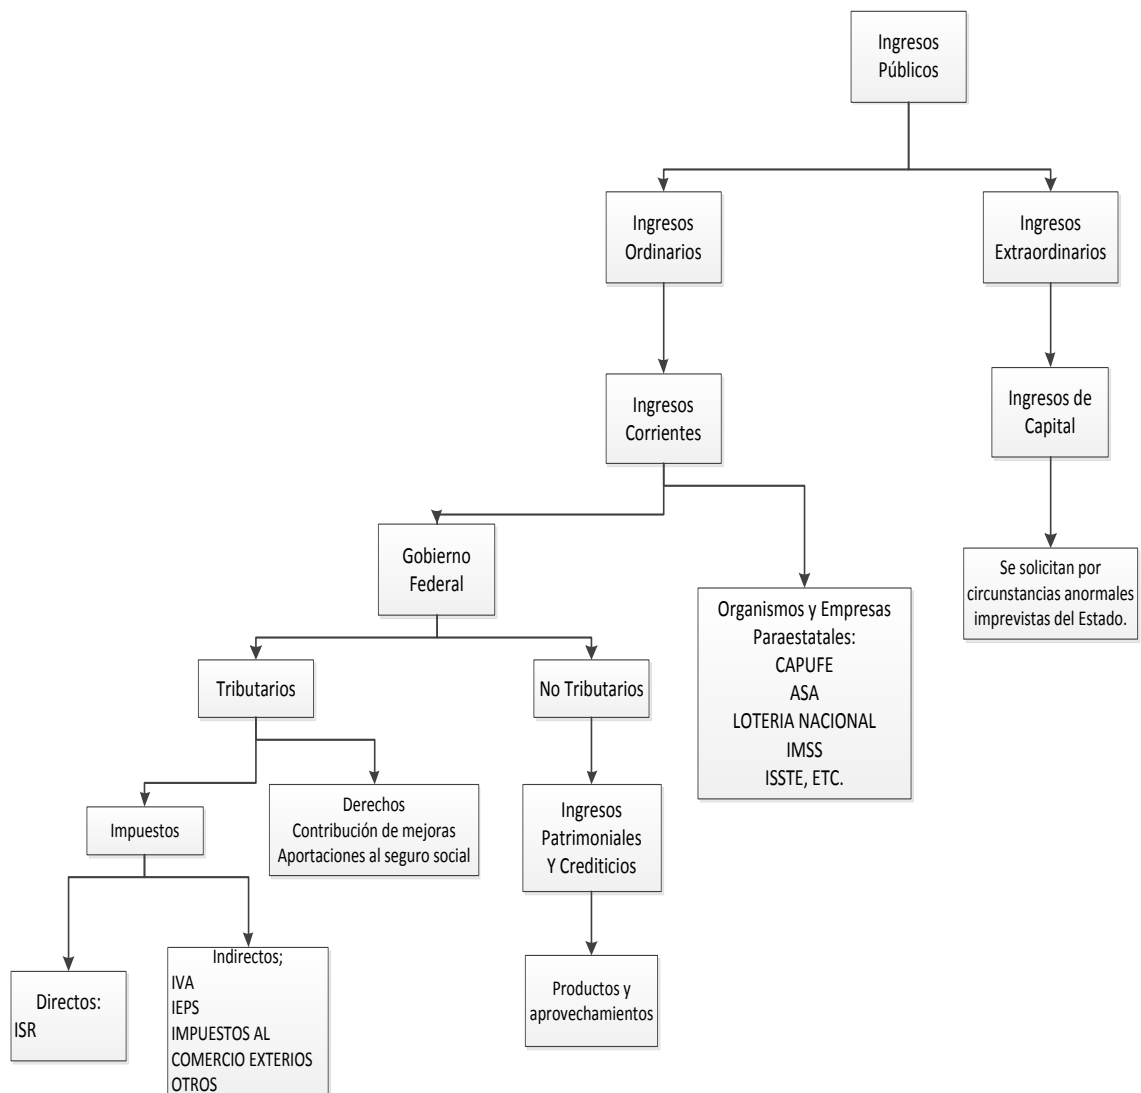 Ingresos
Públicos
Ingresos
Ordinarios
Ingresos
Extraordinarios
Ingresos
Corrientes
Ingresos de
Capital
Gobierno
Federal
Se solicitan por
circunstancias anormales
imprevistas del Estado.
Organismos y Empresas
Paraestatales:
CAPUFE
ASA
LOTERIA NACIONAL
IMSS
ISSTE, ETC.
Tributarios
No Tributarios
Impuestos
Derechos
Contribución de mejoras
Aportaciones al seguro social
Ingresos
Patrimoniales
Y Crediticios
Directos:
ISR
Indirectos;
IVA
IEPS
IMPUESTOS AL
COMERCIO EXTERIOS
OTROS
Productos y
aprovechamientos